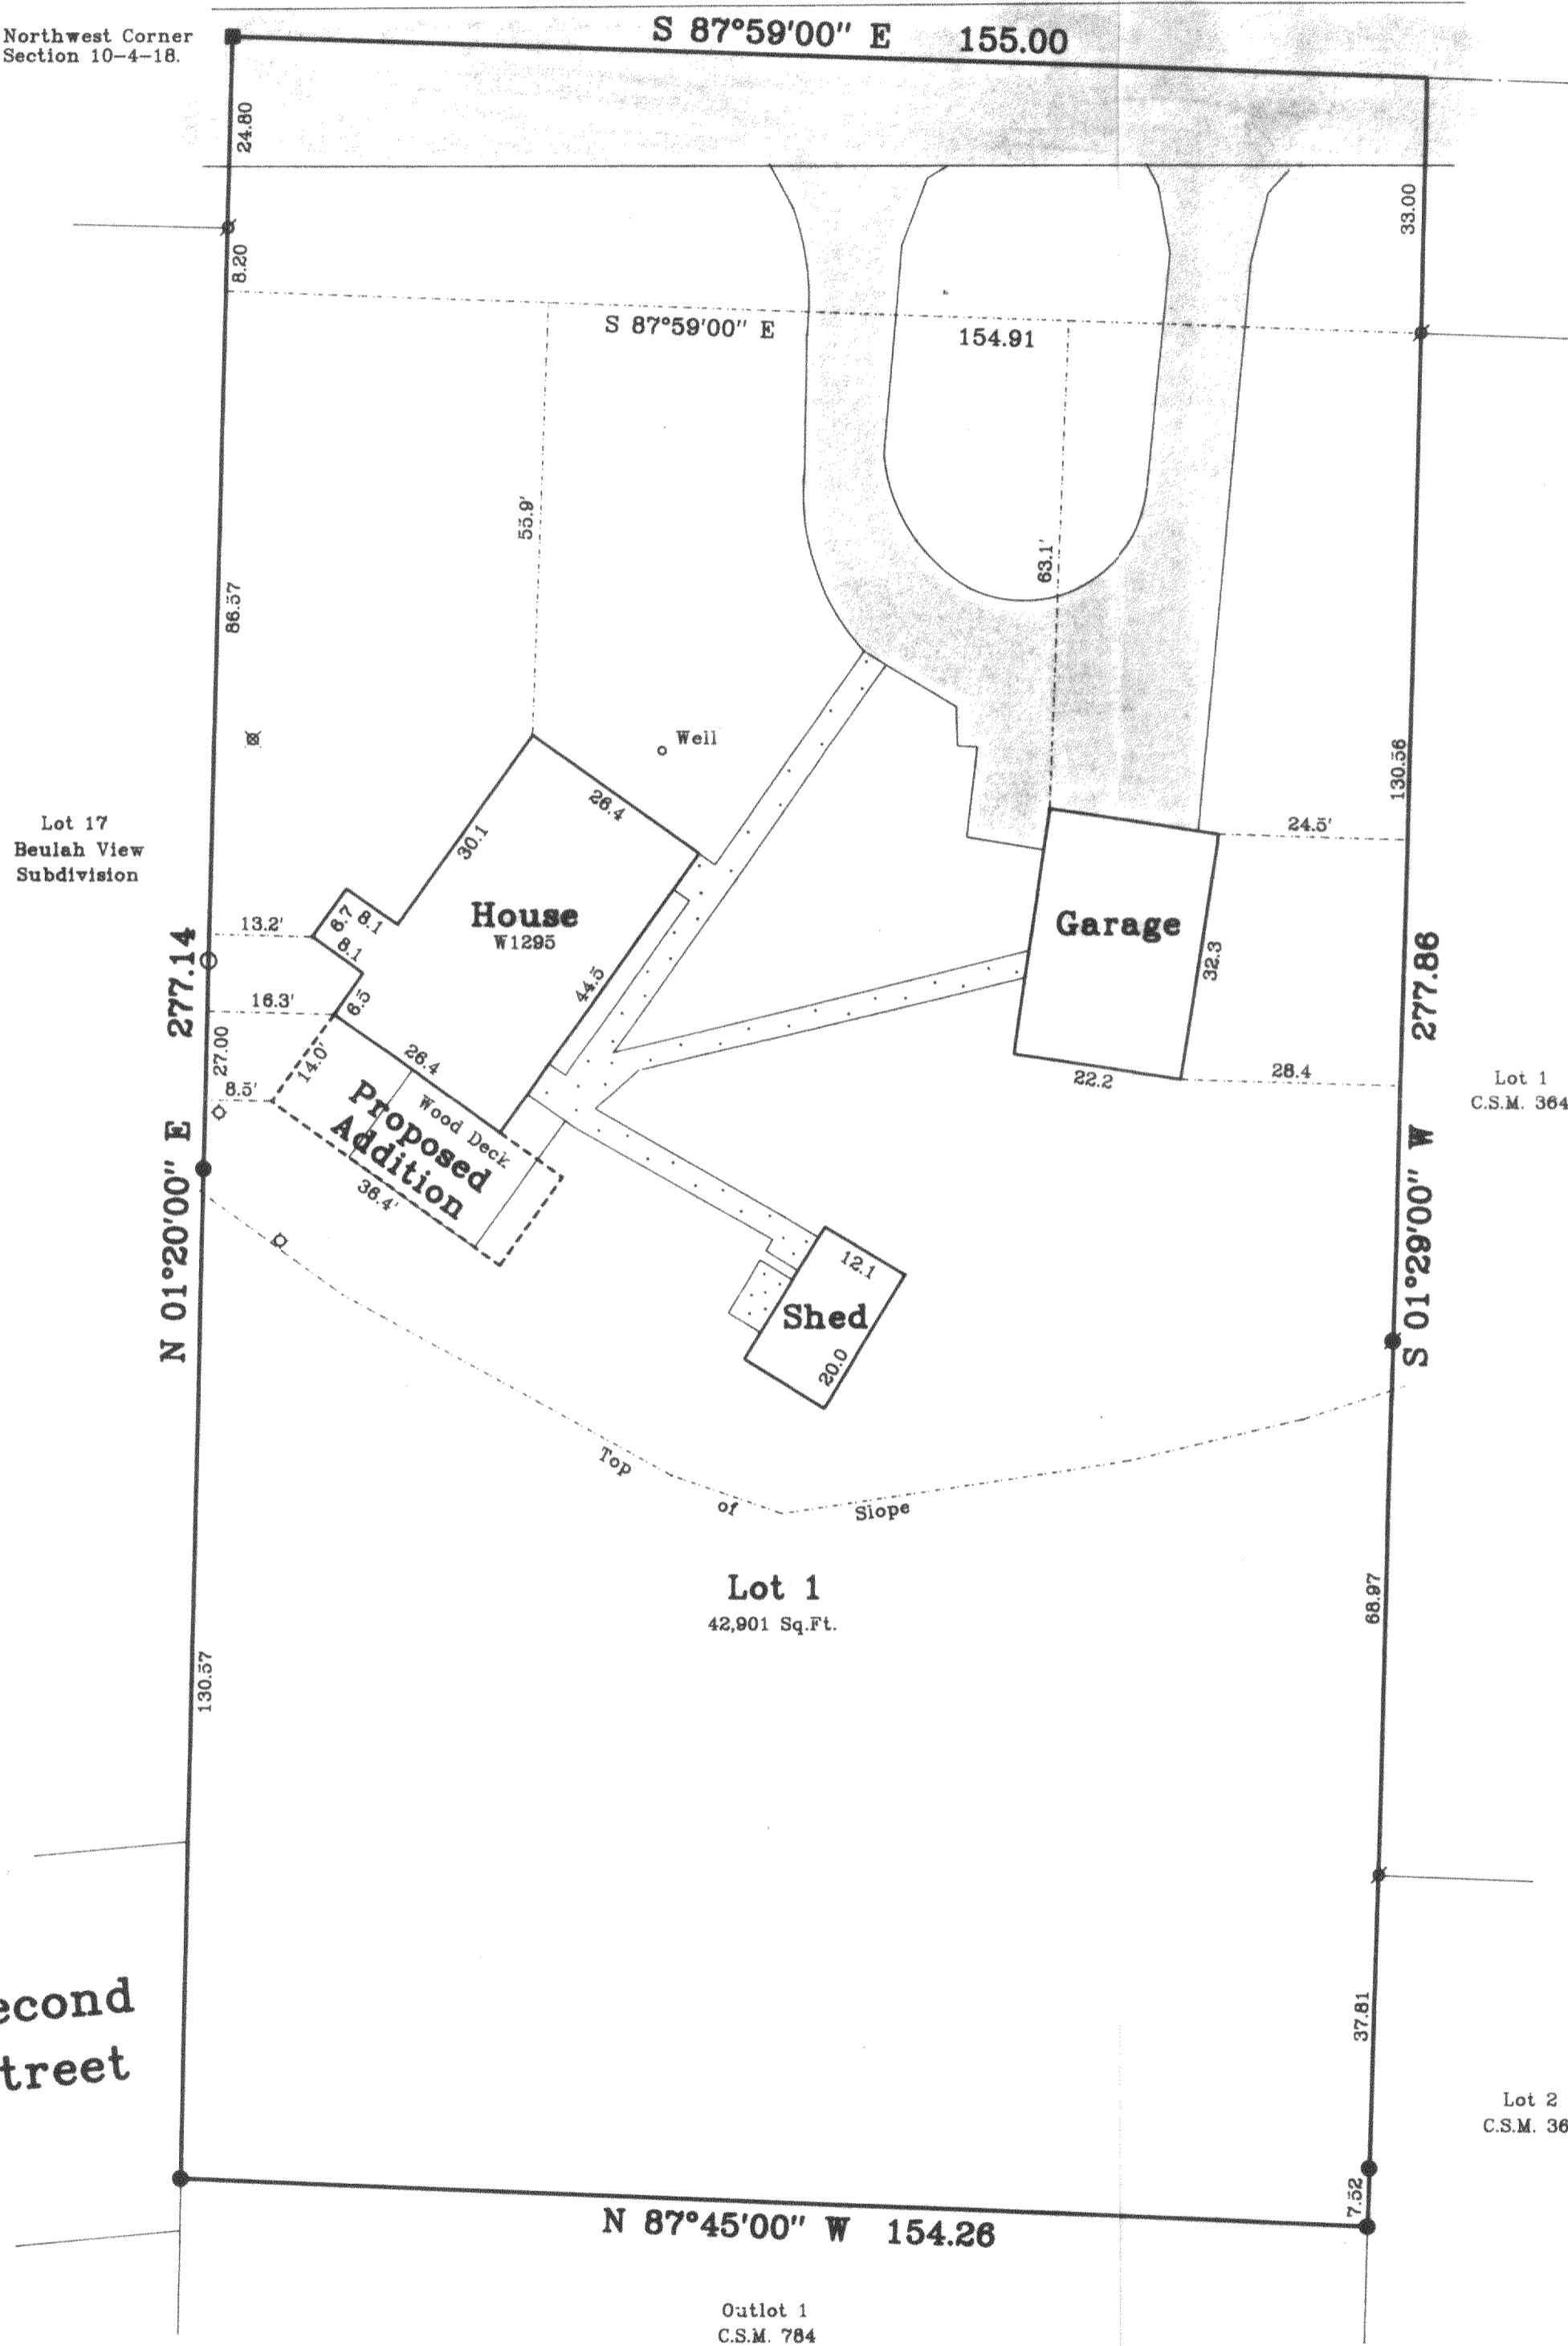 Northwest Corner
Section 10-4-18.
S 87°59'00" E 155.00
24.80
33.00
8.20
S 87°59'00" E 154.91
55.9'
63.1'
86.57
130.56
Well
Lot 17
Beulah View
Subdivision
26.4
30.1
24.5'
House
W1295
Garage
8.7
8.1
13.2'
8.1
44.5
32.3
277.14
277.86
16.3'
6.5
27.00
26.4
14.0'
8.5'
22.2
28.4
Lot 1
C.S.M. 364
Wood Deck
Proposed
Addition
36.4'
N 01°20'00" E
S 01°29'00" W
12.1
Shed
20.0
Top of Slope
Lot 1
42,901 Sq.Ft.
68.97
130.57
econd
treet
37.81
Lot 2
C.S.M. 36
7.52
N 87°45'00" W 154.26
Outlot 1
C.S.M. 784